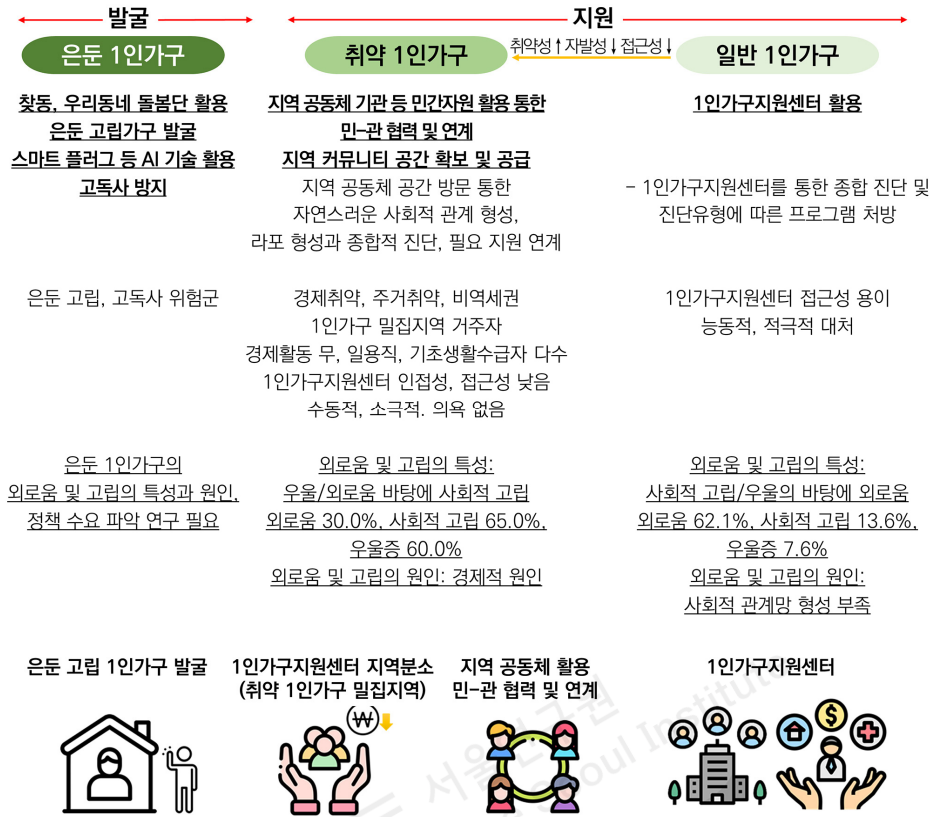 발굴
지원
은둔 1인가구
취약 1인가구
취약성↑자발성↓접근성↓
일반 1인가구
찾동, 우리동네 돌봄단 활용
은둔 고립가구 발굴
스마트 플러그 등 AI 기술 활용
고독사 방지
지역 공동체 기관 등 민간자원 활용 통한
민-관 협력 및 연계
지역 커뮤니티 공간 확보 및 공급
지역 공동체 공간 방문 통한
자연스러운 사회적 관계 형성,
라포 형성과 종합적 진단, 필요 지원 연계
1인가구지원센터 활용
- 1인가구지원센터를 통한 종합 진단 및
진단유형에 따른 프로그램 처방
은둔 고립, 고독사 위험군
경제취약, 주거취약, 비역세권
1인가구 밀집지역 거주자
경제활동 무, 일용직, 기초생활수급자 다수
1인가구지원센터 인접성, 접근성 낮음
수동적, 소극적. 의욕 없음
1인가구지원센터 접근성 용이
능동적, 적극적 대처
은둔 1인가구의
외로움 및 고립의 특성과 원인,
정책 수요 파악 연구 필요
외로움 및 고립의 특성:
우울/외로움 바탕에 사회적 고립
외로움 30.0%, 사회적 고립 65.0%,
우울증 60.0%
외로움 및 고립의 원인: 경제적 원인
외로움 및 고립의 특성:
사회적 고립/우울의 바탕에 외로움
외로움 62.1%, 사회적 고립 13.6%,
우울증 7.6%
외로움 및 고립의 원인:
사회적 관계망 형성 부족
은둔 고립 1인가구 발굴
1인가구지원센터 지역분소
(취약 1인가구 밀집지역)
지역 공동체 활용
민-관 협력 및 연계
1인가구지원센터
₩
$
서울연구원
Seoul Institute